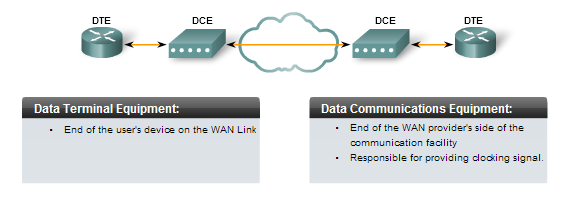 DTE DCE DCE DTE
Data Terminal Equipment:
• End of the user's device on the WAN Link
Data Communications Equipment:
• End of the WAN provider's side of the
communication facility
• Responsible for providing clocking signal.